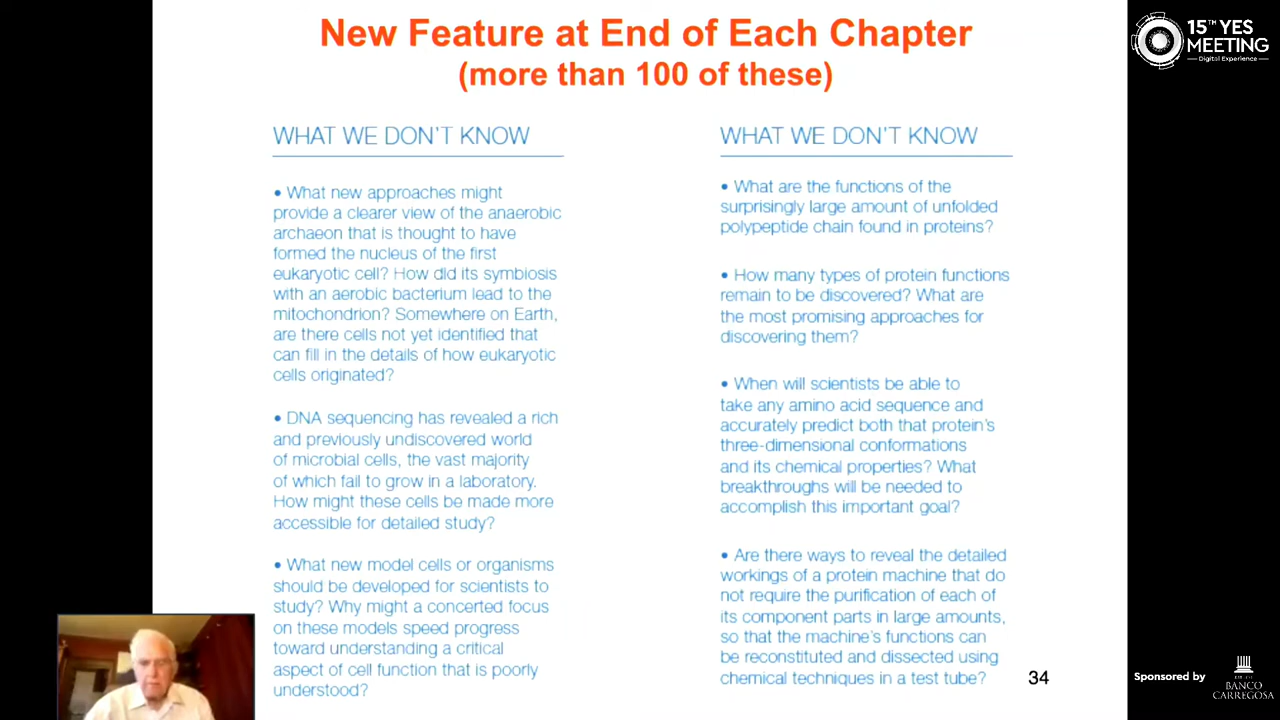 New Feature at End of Each Chapter
(more than 100 of these)
WHAT WE DON'T KNOW
• What new approaches might
provide a clearer view of the anaerobic
archaeon that is thought to have
formed the nucleus of the first
eukaryotic cell? How did its symbiosis
with an aerobic bacterium lead to the
mitochondrion? Somewhere on Earth,
are there cells not yet identified that
can fill in the details of how eukaryotic
cells originated?
• DNA sequencing has revealed a rich
and previously undiscovered world
of microbial cells, the vast majority
of which fail to grow in a laboratory.
How might these cells be made more
accessible for detailed study?
• What new model cells or organisms
should be developed for scientists to
study? Why might a concerted focus
on these models speed progress
toward understanding a critical
aspect of cell function that is poorly
understood?
WHAT WE DON'T KNOW
• What are the functions of the
surprisingly large amount of unfolded
polypeptide chain found in proteins?
• How many types of protein functions
remain to be discovered? What are
the most promising approaches for
discovering them?
• When will scientists be able to
take any amino acid sequence and
accurately predict both that protein's
three-dimensional conformations
and its chemical properties? What
breakthroughs will be needed to
accomplish this important goal?
• Are there ways to reveal the detailed
workings of a protein machine that do
not require the purification of each of
its component parts in large amounts,
so that the machine's functions can
be reconstituted and dissected using
chemical techniques in a test tube?
34
15TH YES
MEETING
Digital Experience
Sponsored by
BANCO
CARREGOSA